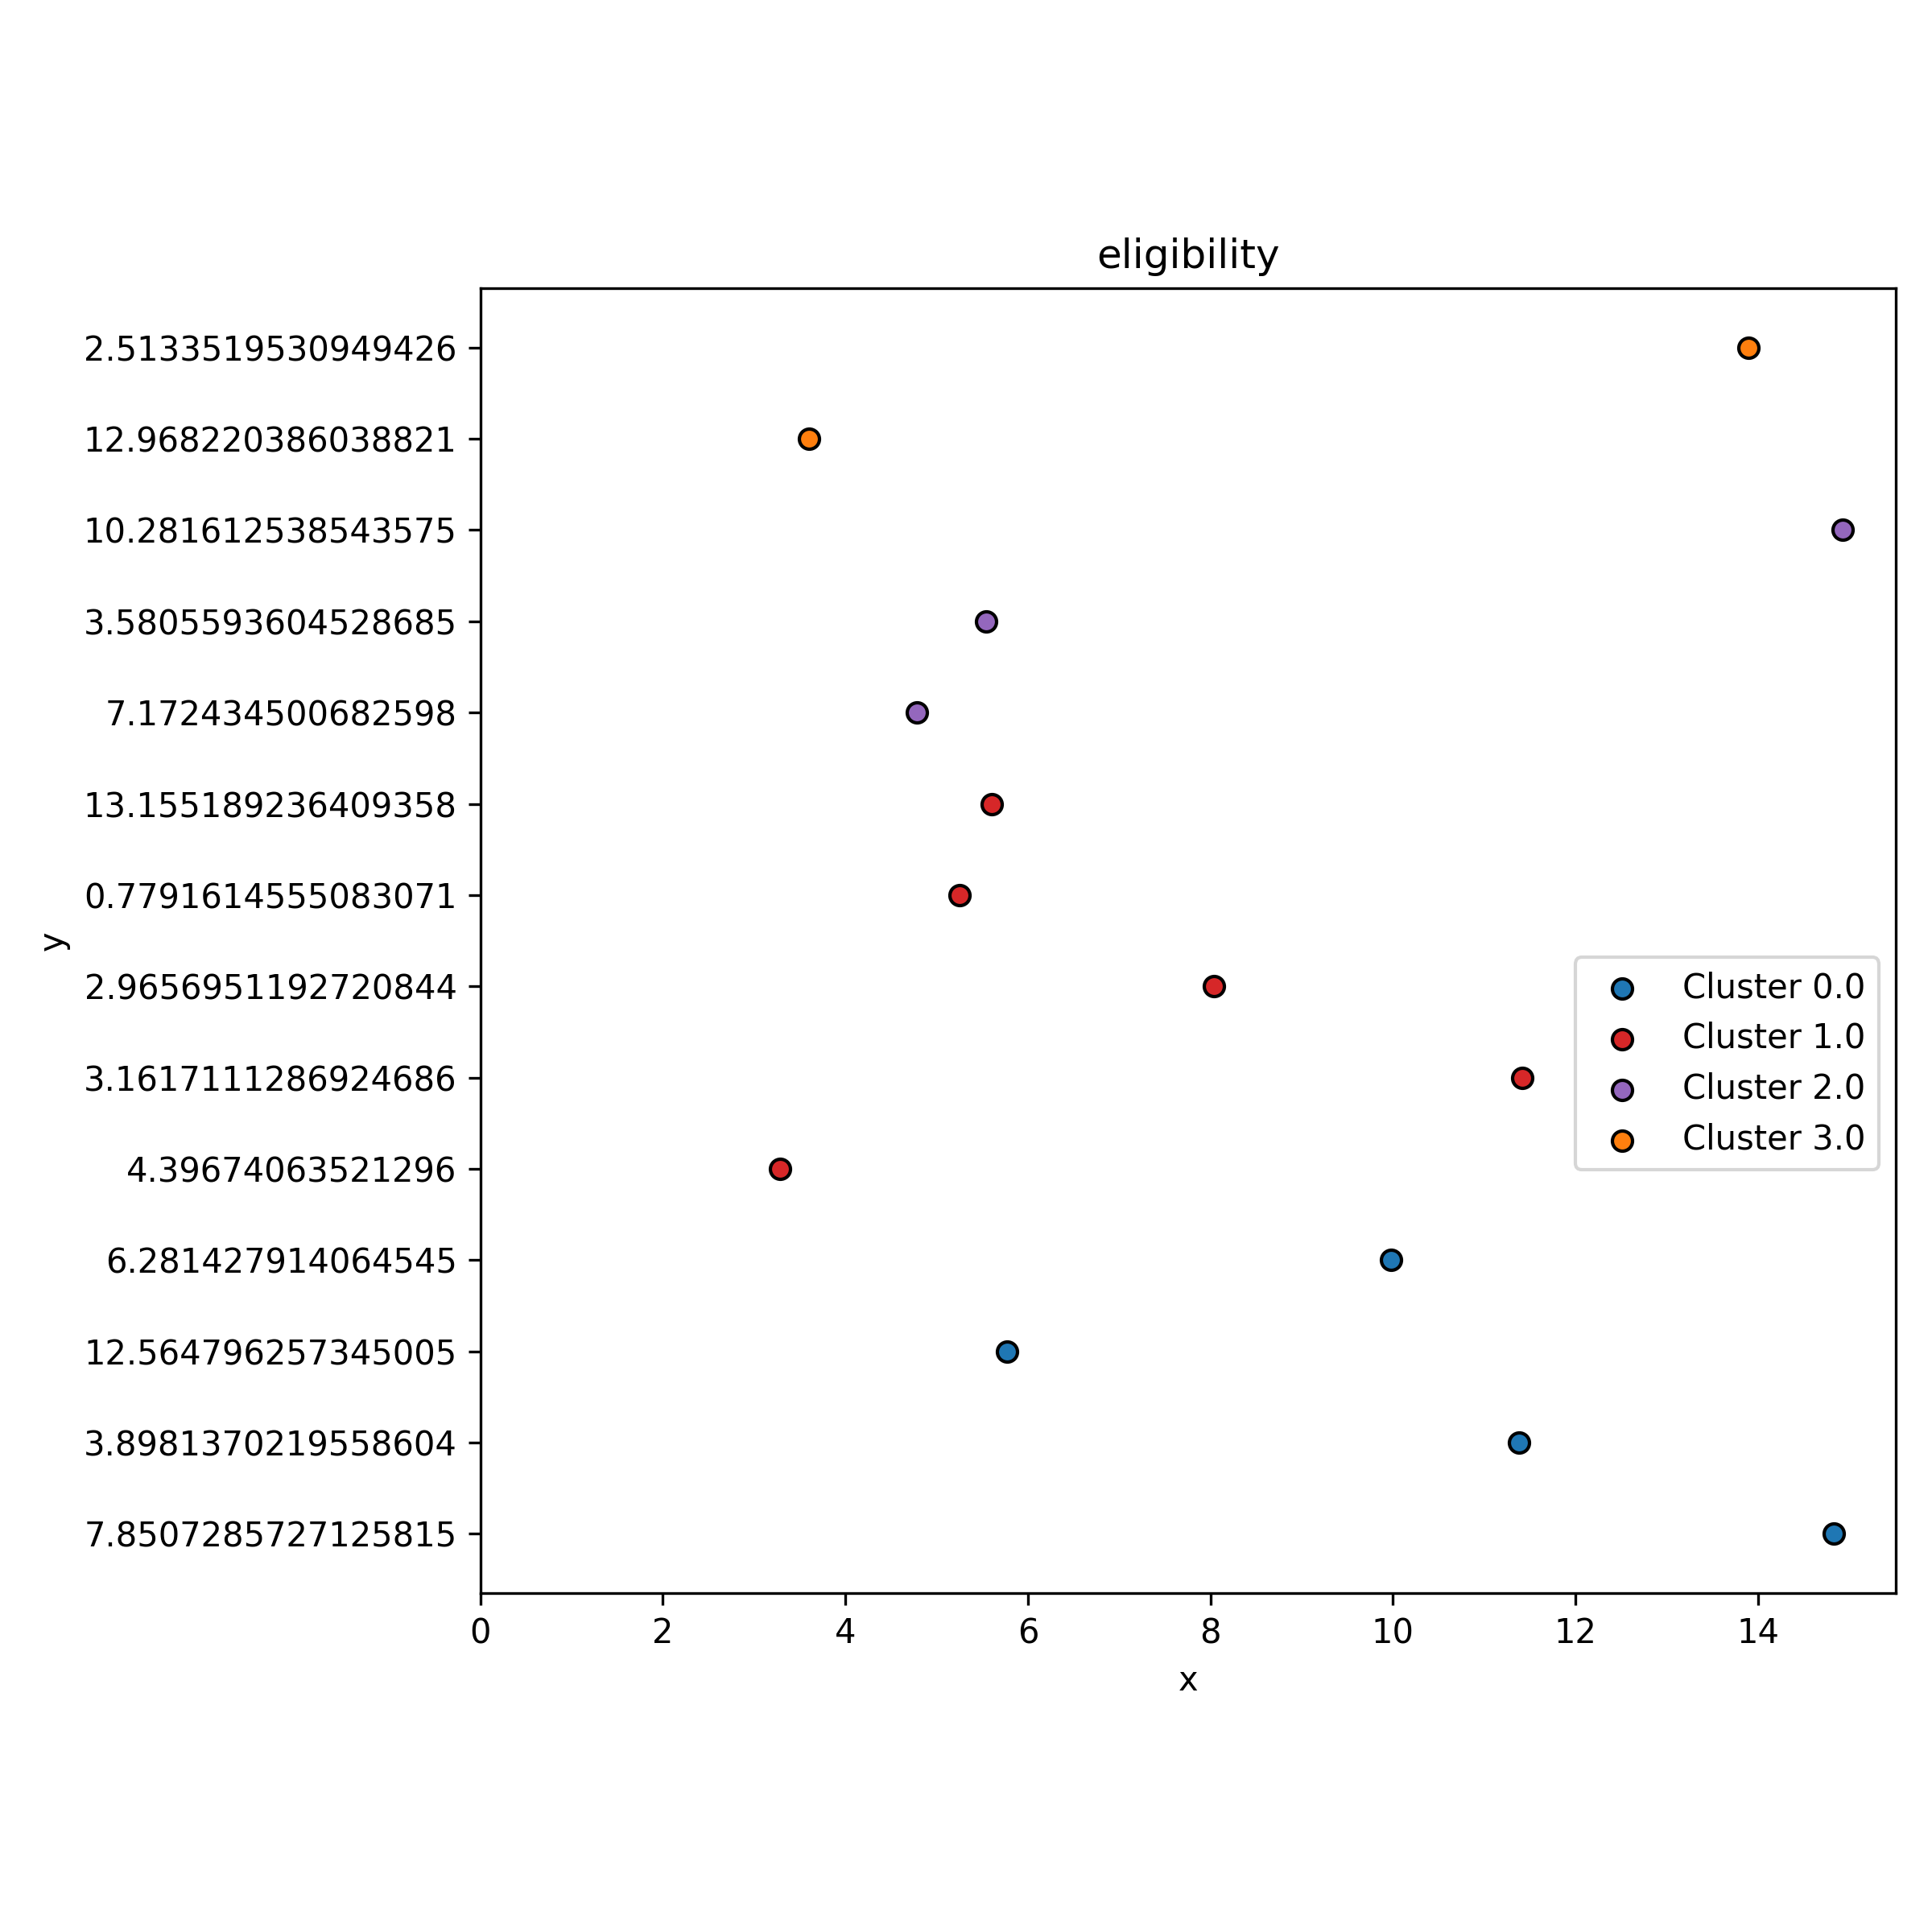 eligibility
2.5133519530949426
12.968220386038821
10.281612538543575
3.5805593604528685
7.172434500682598
13.155189236409358
0.7791614555083071
2.9656951192720844
3.1617111286924686
4.39674063521296
6.281427914064545
12.564796257345005
3.8981370219558604
7.8507285727125815
y
Cluster 0.0
Cluster 1.0
Cluster 2.0
Cluster 3.0
0 2 4 6 8 10 12 14
x